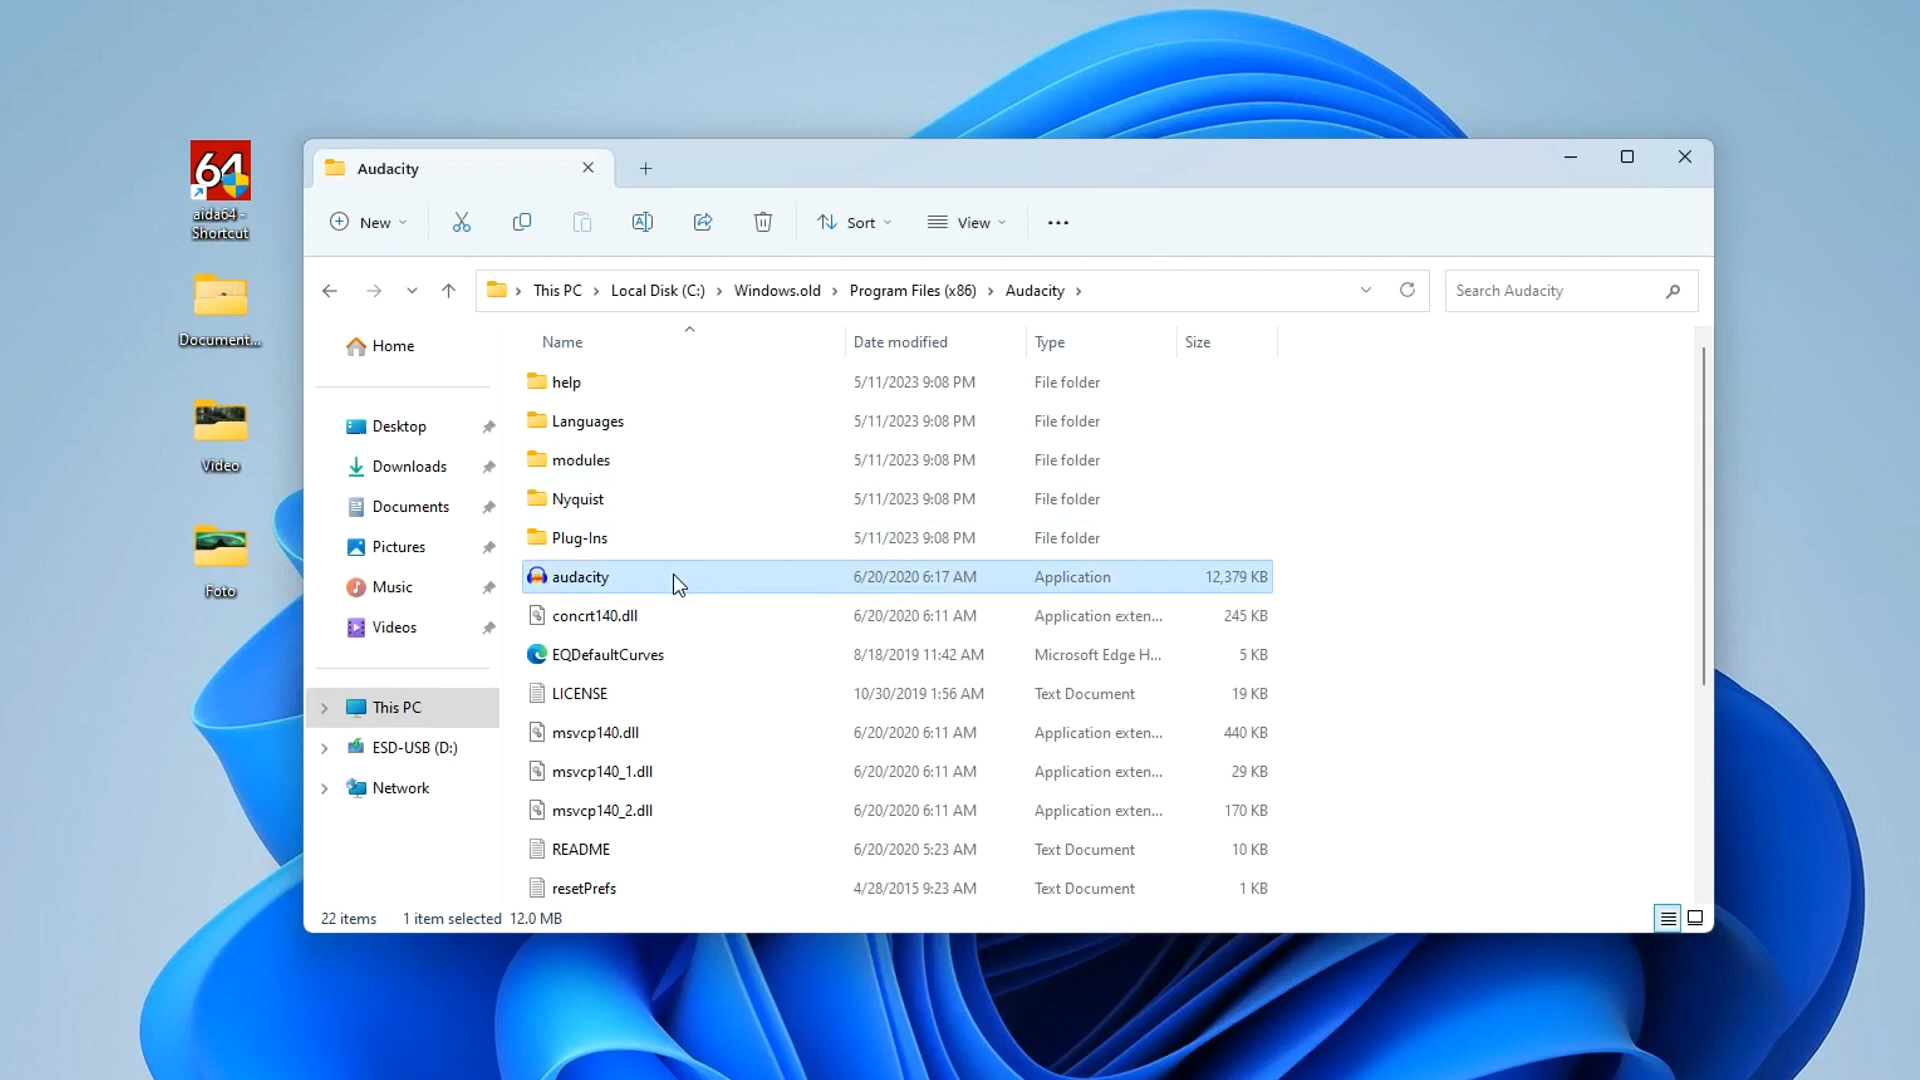 64
aida64 -
Shortcut
Document...
Video
Foto
Audacity
New
Sort
View
This PC
Local Disk (C:)
Windows.old
Program Files (x86)
Audacity
Search Audacity
Home
Desktop
Downloads
Documents
Pictures
Music
Videos
This PC
ESD-USB (D:)
Network
Name Date modified Type Size
help 5/11/2023 9:08 PM File folder
Languages 5/11/2023 9:08 PM File folder
modules 5/11/2023 9:08 PM File folder
Nyquist 5/11/2023 9:08 PM File folder
Plug-Ins 5/11/2023 9:08 PM File folder
audacity 6/20/2020 6:17 AM Application 12,379 KB
concrt140.dll 6/20/2020 6:11 AM Application exten... 245 KB
EQDefaultCurves 8/18/2019 11:42 AM Microsoft Edge H... 5 KB
LICENSE 10/30/2019 1:56 AM Text Document 19 KB
msvcp140.dll 6/20/2020 6:11 AM Application exten... 440 KB
msvcp140_1.dll 6/20/2020 6:11 AM Application exten... 29 KB
msvcp140_2.dll 6/20/2020 6:11 AM Application exten... 170 KB
README 6/20/2020 5:23 AM Text Document 10 KB
resetPrefs 4/28/2015 9:23 AM Text Document 1 KB
22 items 1 item selected 12.0 MB